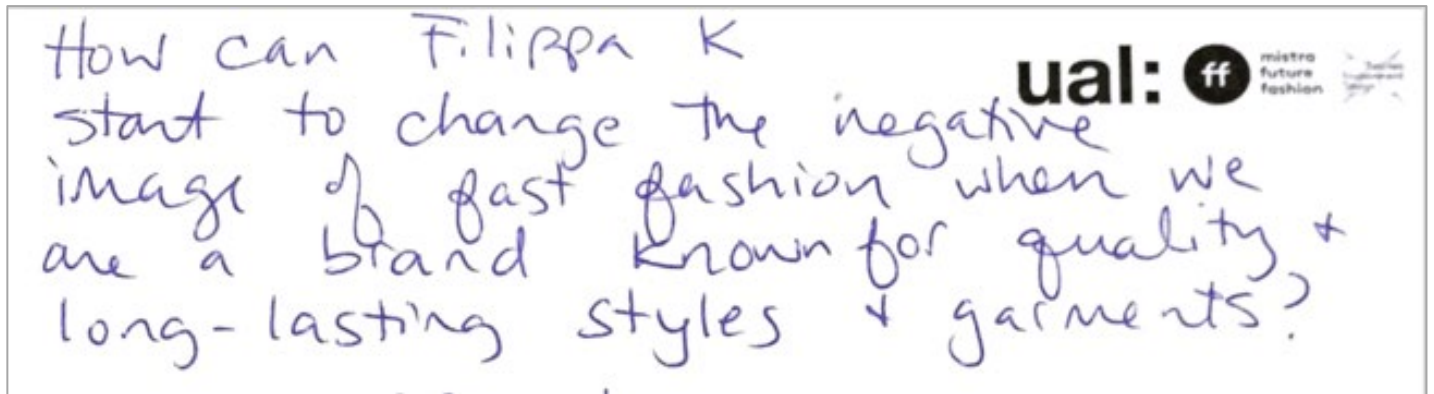 How can Filippa K
start to change the negative
image of fast fashion when we
are a brand known for quality +
long-lasting styles + garments?
ual:
ff
mistra
future
fashion